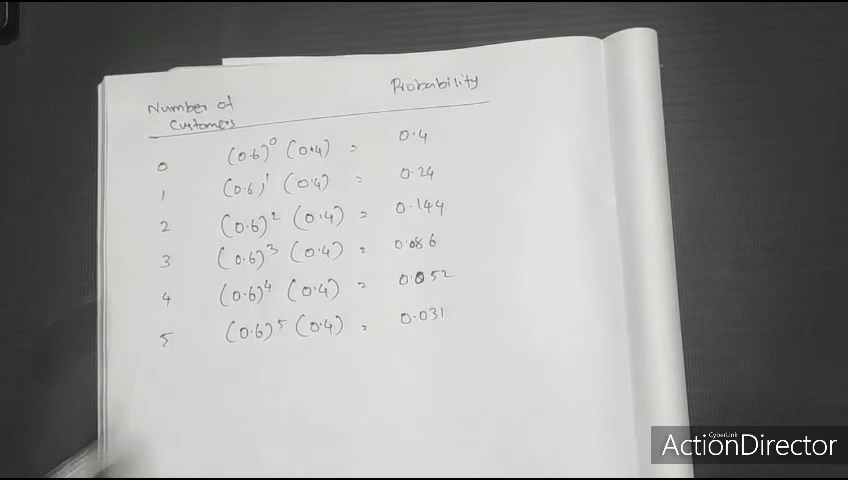 Number of Customers
Probability
0 (0.6)⁰ (0.4) = 0.4
1 (0.6)¹ (0.4) = 0.24
2 (0.6)² (0.4) = 0.144
3 (0.6)³ (0.4) = 0.086
4 (0.6)⁴ (0.4) = 0.052
5 (0.6)⁵ (0.4) = 0.031
CyberLink
ActionDirector